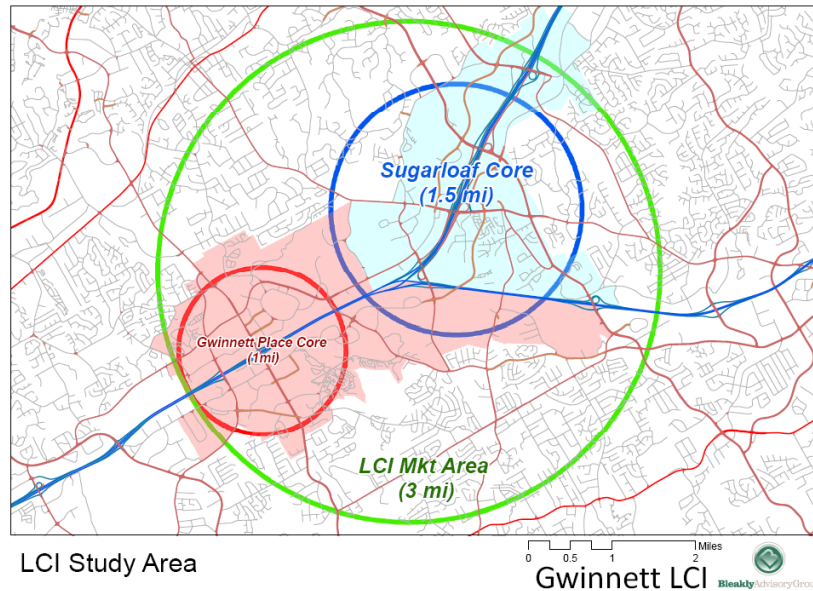 Sugarloaf Core
(1.5 mi)
Gwinnett Place Core
(1mi)
LCI Mkt Area
(3 mi)
LCI Study Area
Miles
0 0.5 1 2
Gwinnett LCI
BleaklyAdvisoryGrou